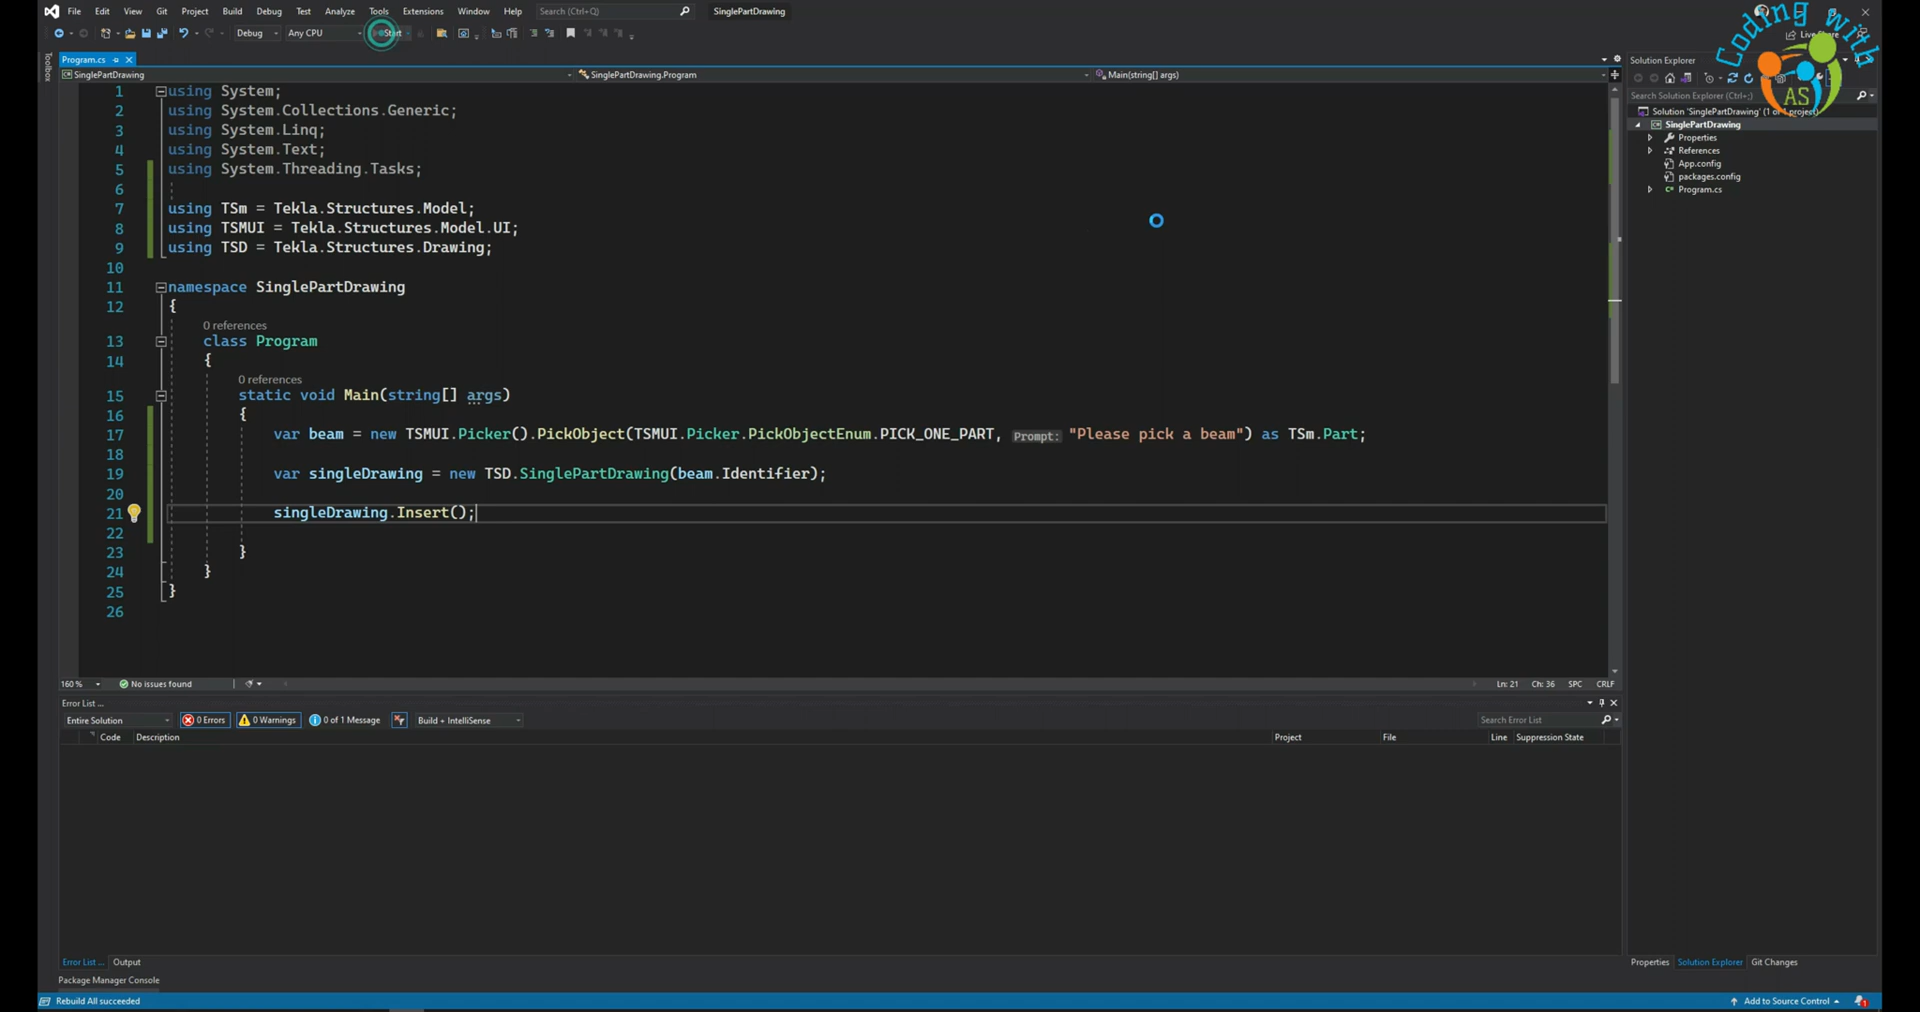 File Edit View Git Project Build Debug Test Analyze Tools Extensions Window Help Search (Ctrl+Q) SinglePartDrawing
Debug Any CPU Start Live Share
Coding with
AS
Toolbox
Program.cs
SinglePartDrawing SinglePartDrawing.Program Main(string[] args)
1 using System;
2 using System.Collections.Generic;
3 using System.Linq;
4 using System.Text;
5 using System.Threading.Tasks;
6
7 using TSm = Tekla.Structures.Model;
8 using TSMUI = Tekla.Structures.Model.UI;
9 using TSD = Tekla.Structures.Drawing;
10
11 namespace SinglePartDrawing
12 {
0 references
13 class Program
14 {
0 references
15 static void Main(string[] args)
16 {
17 var beam = new TSMUI.Picker().PickObject(TSMUI.Picker.PickObjectEnum.PICK_ONE_PART, Prompt: "Please pick a beam") as TSm.Part;
18
19 var singleDrawing = new TSD.SinglePartDrawing(beam.Identifier);
20
21 singleDrawing.Insert();
22
23 }
24 }
25 }
26
160 % No issues found Ln: 21 Ch: 36 SPC CRLF
Error List ...
Entire Solution 0 Errors 0 Warnings 0 of 1 Message Build + IntelliSense Search Error List
Code Description Project File Line Suppression State
Error List ... Output
Package Manager Console
Rebuild All succeeded Add to Source Control 1
Solution Explorer
Search Solution Explorer (Ctrl+;)
Solution 'SinglePartDrawing' (1 of 1 project)
SinglePartDrawing
Properties
References
App.config
packages.config
Program.cs
Properties Solution Explorer Git Changes